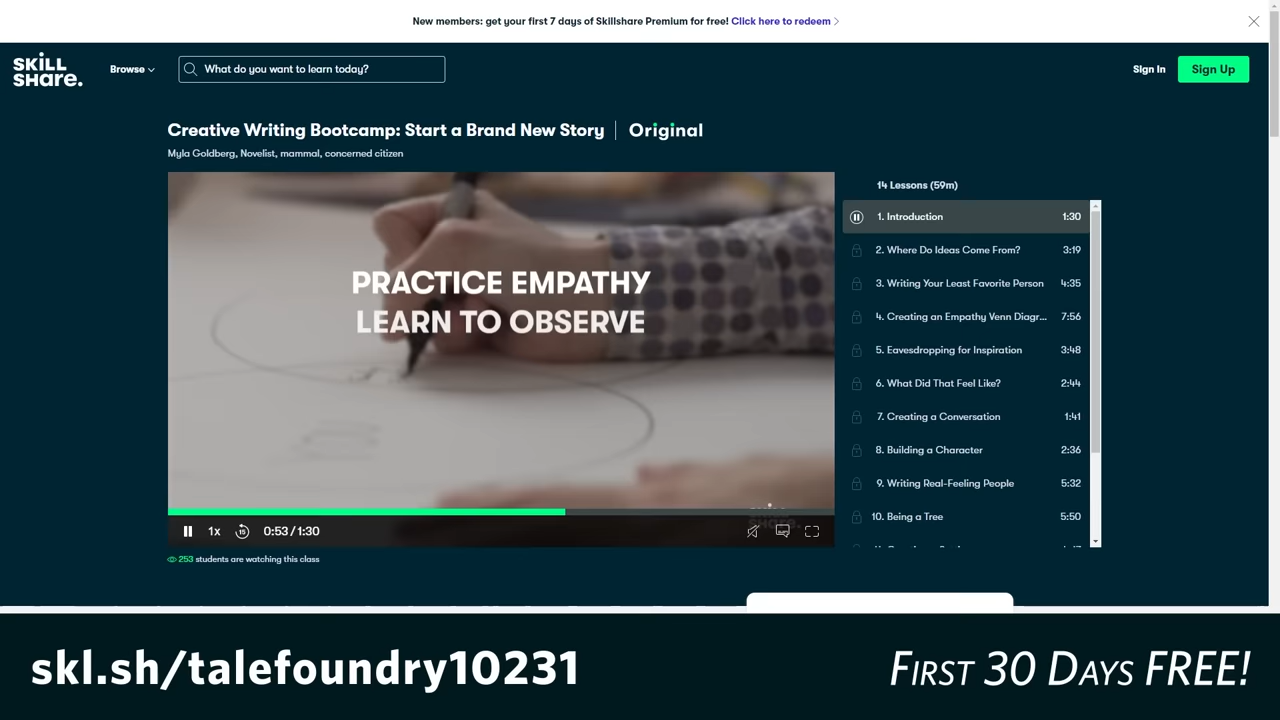 New members: get your first 7 days of Skillshare Premium for free! Click here to redeem
SKILL
SHARE.
Browse
What do you want to learn today?
Sign In
Sign Up
Creative Writing Bootcamp: Start a Brand New Story | Original
Myla Goldberg, Novelist, mammal, concerned citizen
PRACTICE EMPATHY
LEARN TO OBSERVE
SKILL
SHARE.
1x
15
0:53 / 1:30
253 students are watching this class
14 Lessons (59m)
1. Introduction 1:30
2. Where Do Ideas Come From? 3:19
3. Writing Your Least Favorite Person 4:35
4. Creating an Empathy Venn Diagr... 7:56
5. Eavesdropping for Inspiration 3:48
6. What Did That Feel Like? 2:44
7. Creating a Conversation 1:41
8. Building a Character 2:36
9. Writing Real-Feeling People 5:32
10. Being a Tree 5:50
skl.sh/talefoundry10231
FIRST 30 DAYS FREE!